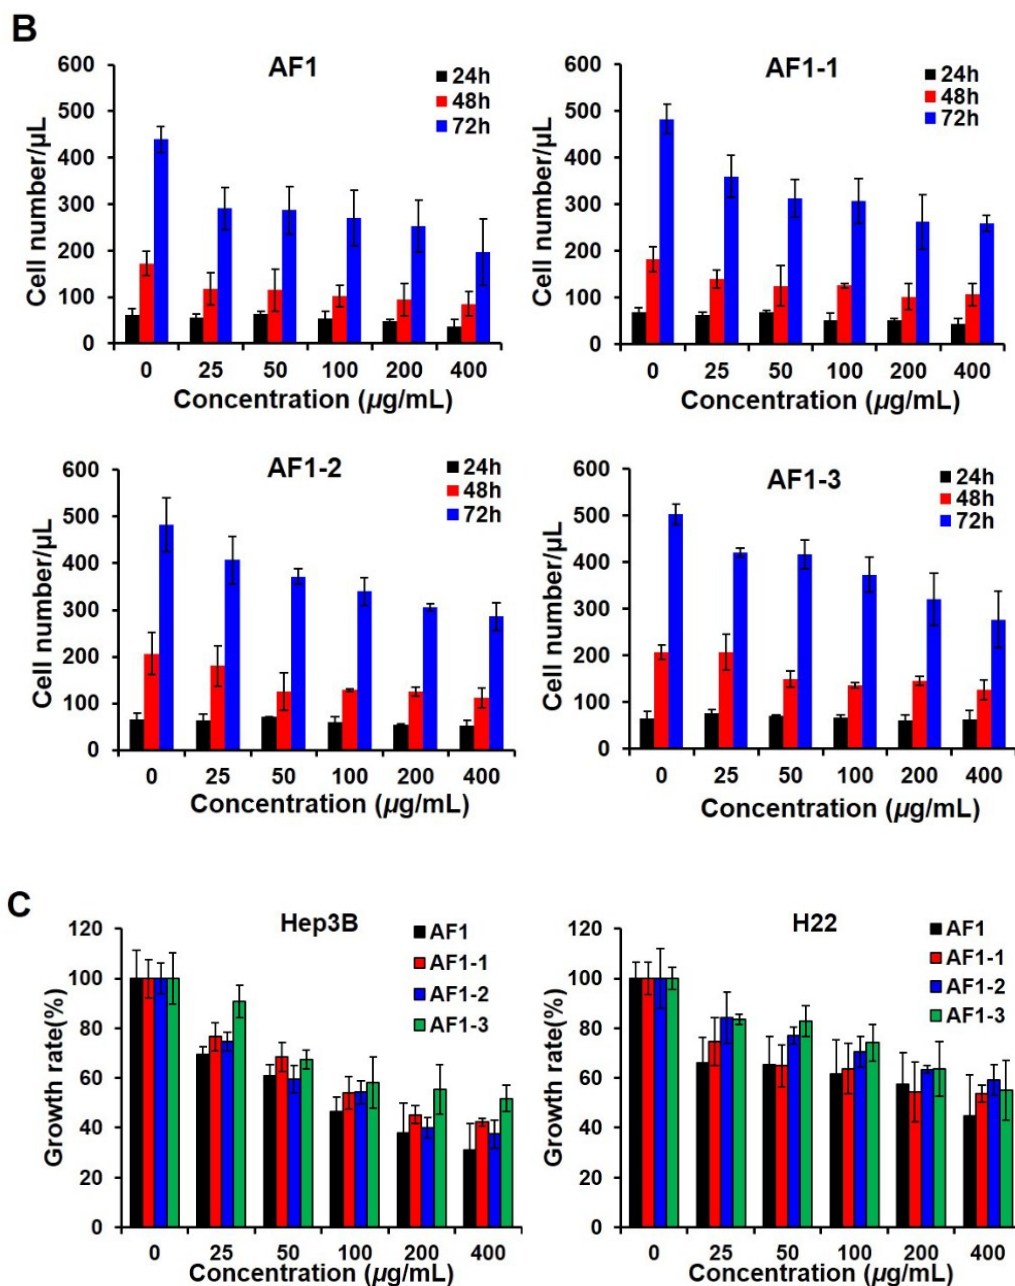 B
AF1
24h
48h
72h
600
500
400
300
200
100
0
Cell number/µL
0 25 50 100 200 400
Concentration (µg/mL)
AF1-1
24h
48h
72h
600
500
400
300
200
100
0
Cell number/µL
0 25 50 100 200 400
Concentration (µg/mL)
AF1-2
24h
48h
72h
600
500
400
300
200
100
0
Cell number/µL
0 25 50 100 200 400
Concentration (µg/mL)
AF1-3
24h
48h
72h
600
500
400
300
200
100
0
Cell number/µL
0 25 50 100 200 400
Concentration (µg/mL)
C
Hep3B
AF1
AF1-1
AF1-2
AF1-3
120
100
80
60
40
20
0
Growth rate(%)
0 25 50 100 200 400
Concentration (µg/mL)
H22
AF1
AF1-1
AF1-2
AF1-3
120
100
80
60
40
20
0
Growth rate(%)
0 25 50 100 200 400
Concentration (µg/mL)